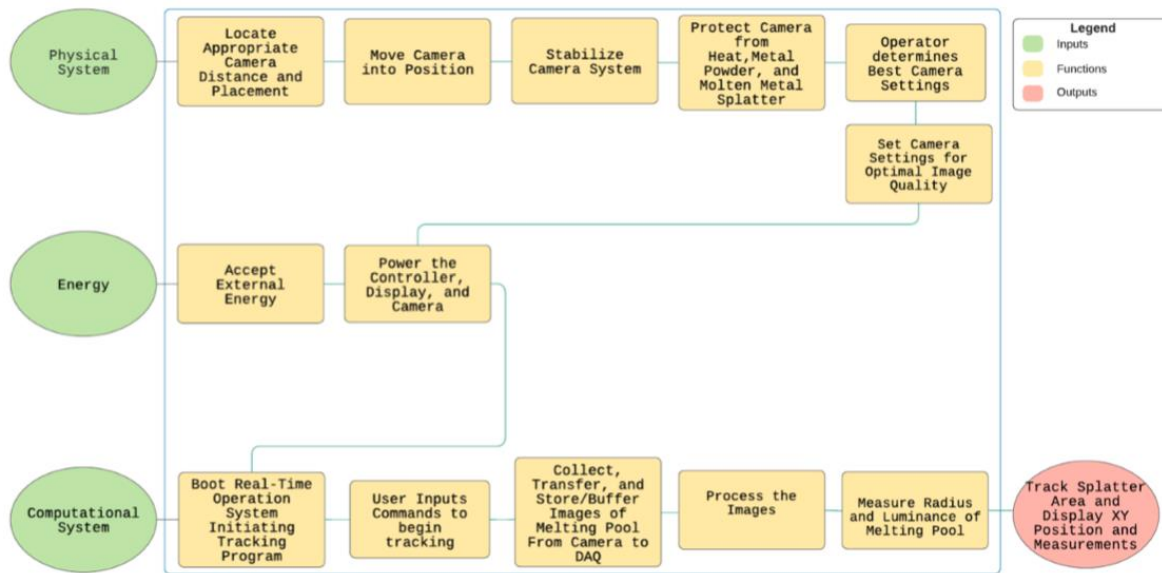 Physical
System
Locate
Appropriate
Camera
Distance and
Placement
Move Camera
into Position
Stabilize
Camera System
Protect Camera
from
Heat,Metal
Powder, and
Molten Metal
Splatter
Operator
determines
Best Camera
Settings
Legend
Inputs
Functions
Outputs
Set Camera
Settings for
Optimal Image
Quality
Energy
Accept
External
Energy
Power the
Controller,
Display, and
Camera
Computational
System
Boot Real-Time
Operation
System
Initiating
Tracking
Program
User Inputs
Commands to
begin
tracking
Collect,
Transfer, and
Store/Buffer
Images of
Melting Pool
From Camera to
DAQ
Process the
Images
Measure Radius
and Luminance of
Melting Pool
Track Splatter
Area and
Display XY
Position and
Measurements